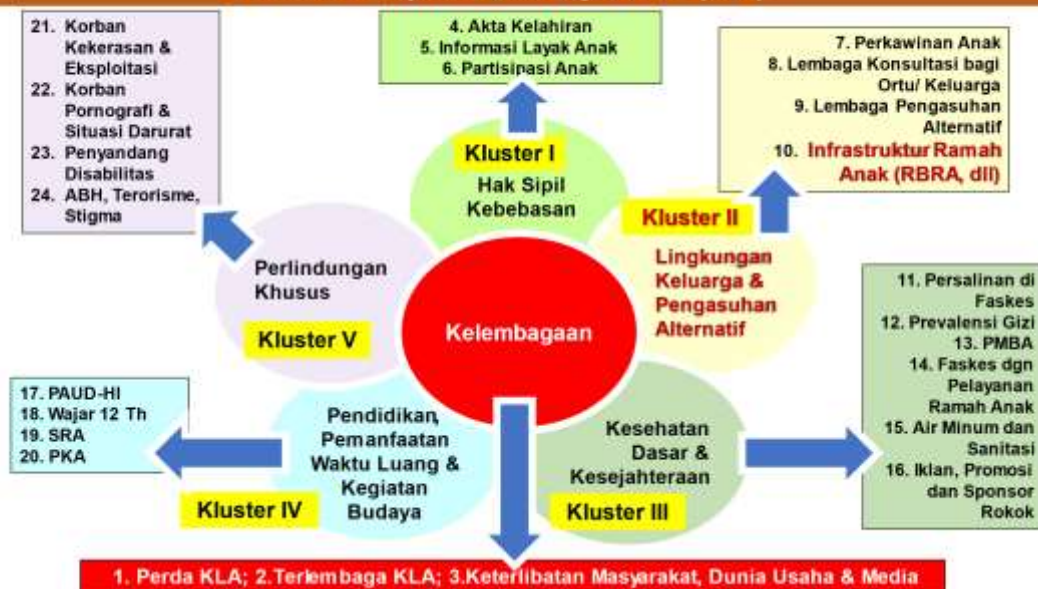 21. Korban
Kekerasan &
Eksploitasi
22. Korban
Pornografi &
Situasi Darurat
23. Penyandang
Disabilitas
24. ABH, Terorisme,
Stigma
4. Akta Kelahiran
5. Informasi Layak Anak
6. Partisipasi Anak
7. Perkawinan Anak
8. Lembaga Konsultasi bagi
Ortu/ Keluarga
9. Lembaga Pengasuhan
Alternatif
10. Infrastruktur Ramah
Anak (RBRA, dll)
Kluster I
Hak Sipil
Kebebasan
Kluster II
Lingkungan
Keluarga &
Pengasuhan
Alternatif
Perlindungan
Khusus
Kluster V
Kelembagaan
11. Persalinan di
Faskes
12. Prevalensi Gizi
13. PMBA
14. Faskes dgn
Pelayanan
Ramah Anak
15. Air Minum dan
Sanitasi
16. Iklan, Promosi
dan Sponsor
Rokok
17. PAUD-HI
18. Wajar 12 Th
19. SRA
20. PKA
Pendidikan,
Pemanfaatan
Waktu Luang &
Kegiatan
Budaya
Kluster IV
Kesehatan
Dasar &
Kesejahteraan
Kluster III
1. Perda KLA; 2.Terlembaga KLA; 3.Keterlibatan Masyarakat, Dunia Usaha & Media